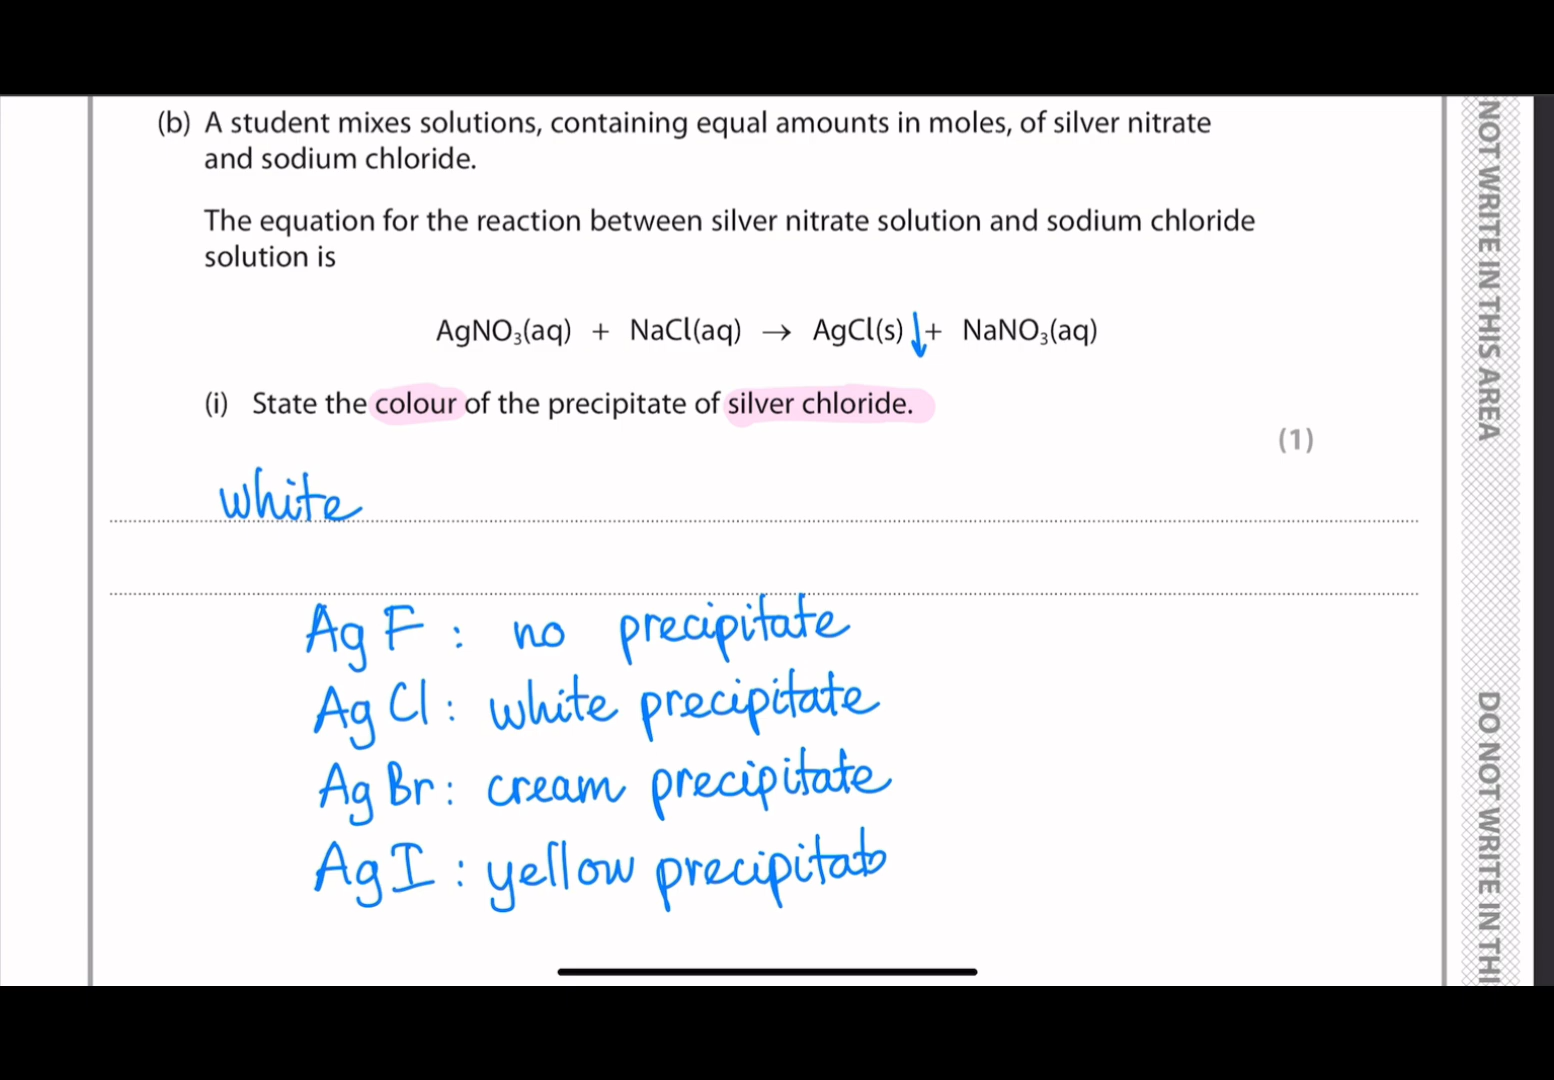 (b) A student mixes solutions, containing equal amounts in moles, of silver nitrate
and sodium chloride.
The equation for the reaction between silver nitrate solution and sodium chloride
solution is
AgNO₃(aq) + NaCl(aq) → AgCl(s) ↓ + NaNO₃(aq)
(i) State the colour of the precipitate of silver chloride.
(1)
white
AgF : no precipitate
AgCl : white precipitate
AgBr : cream precipitate
AgI : yellow precipitate
NOT WRITE IN THIS AREA
DO NOT WRITE IN THI